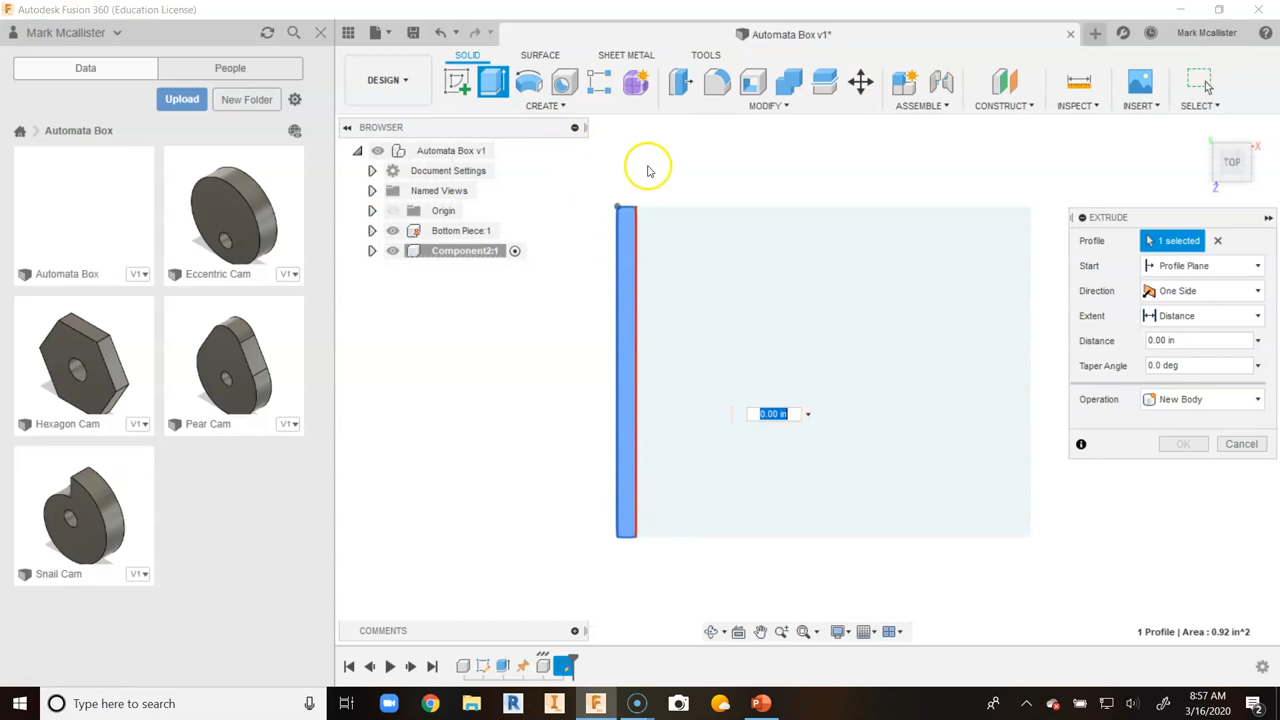 Autodesk Fusion 360 (Education License)
Mark Mcallister
Automata Box v1*
Mark Mcallister
Data
People
Upload
New Folder
Automata Box
Automata Box
V1
Eccentric Cam
V1
Hexagon Cam
V1
Pear Cam
V1
Snail Cam
V1
DESIGN
SOLID
SURFACE
SHEET METAL
TOOLS
CREATE
MODIFY
ASSEMBLE
CONSTRUCT
INSPECT
INSERT
SELECT
BROWSER
Automata Box v1
Document Settings
Named Views
Origin
Bottom Piece:1
Component2:1
TOP
Y
X
Z
0.00 in
EXTRUDE
Profile
1 selected
Start
Profile Plane
Direction
One Side
Extent
Distance
Distance
0.00 in
Taper Angle
0.0 deg
Operation
New Body
OK
Cancel
COMMENTS
1 Profile | Area : 0.92 in^2
Type here to search
8:57 AM
3/16/2020
2